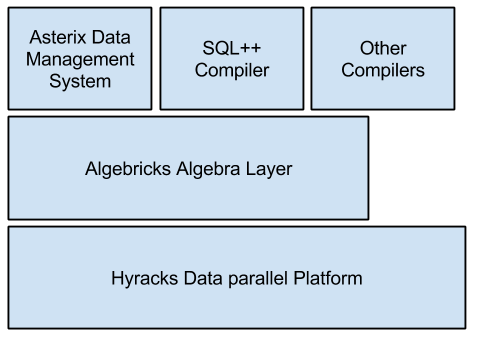 Asterix Data
Management
System
SQL++
Compiler
Other
Compilers
Algebricks Algebra Layer
Hyracks Data parallel Platform